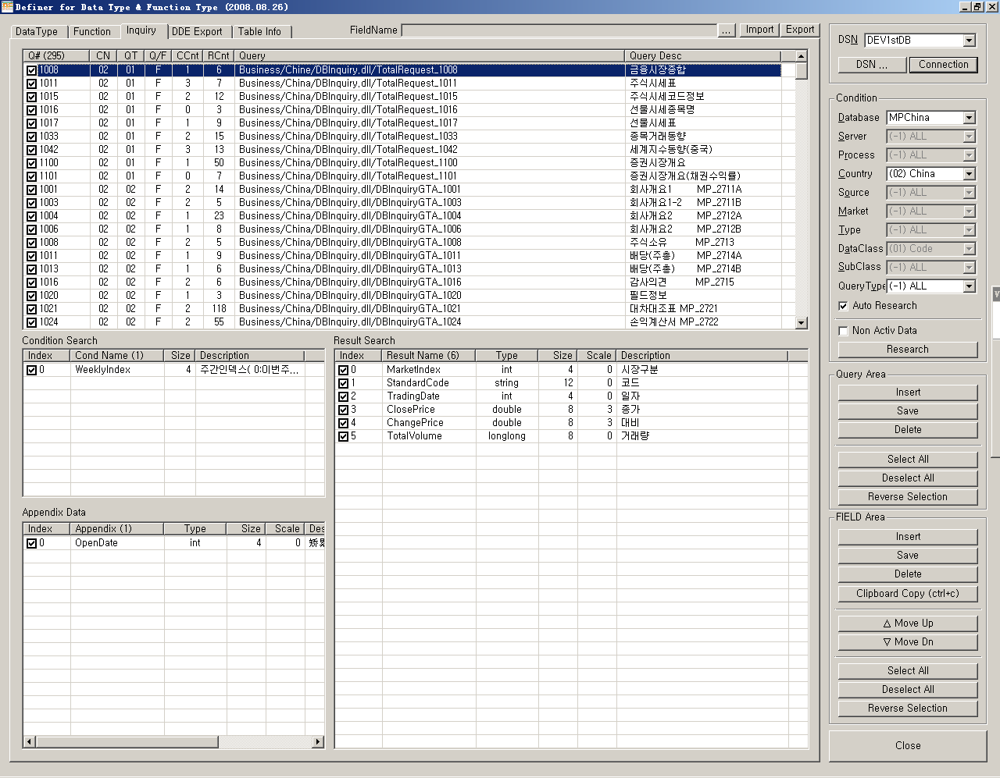 Definer for Data Type & Function Type (2008.08.26)
DataType Function Inquiry DDE Export Table Info
FieldName ... Import Export
Q# (295) CN QT Q/F CCnt RCnt Query Query Desc
1008 02 01 F 1 6 Business/China/DBInquiry.dll/TotalRequest_1008 금융시장종합
1011 02 01 F 3 7 Business/China/DBInquiry.dll/TotalRequest_1011 주식시세표
1015 02 01 F 2 12 Business/China/DBInquiry.dll/TotalRequest_1015 주식시세코드정보
1016 02 01 F 0 3 Business/China/DBInquiry.dll/TotalRequest_1016 선물시세종목명
1017 02 01 F 1 9 Business/China/DBInquiry.dll/TotalRequest_1017 선물시세표
1033 02 01 F 2 15 Business/China/DBInquiry.dll/TotalRequest_1033 종목거래동향
1042 02 01 F 3 13 Business/China/DBInquiry.dll/TotalRequest_1042 세계지수동향(중국)
1100 02 01 F 1 50 Business/China/DBInquiry.dll/TotalRequest_1100 증권시장개요
1101 02 01 F 0 7 Business/China/DBInquiry.dll/TotalRequest_1101 증권시장개요(채권수익률)
1001 02 02 F 2 14 Business/China/DBInquiry.dll/DBInquiryGTA_1001 회사개요1 MP_2711A
1003 02 02 F 2 5 Business/China/DBInquiry.dll/DBInquiryGTA_1003 회사개요1-2 MP_2711B
1004 02 02 F 1 23 Business/China/DBInquiry.dll/DBInquiryGTA_1004 회사개요2 MP_2712A
1006 02 02 F 1 8 Business/China/DBInquiry.dll/DBInquiryGTA_1006 회사개요2 MP_2712B
1008 02 02 F 2 5 Business/China/DBInquiry.dll/DBInquiryGTA_1008 주식소유 MP_2713
1011 02 02 F 1 9 Business/China/DBInquiry.dll/DBInquiryGTA_1011 배당(주총) MP_2714A
1013 02 02 F 1 6 Business/China/DBInquiry.dll/DBInquiryGTA_1013 배당(주총) MP_2714B
1016 02 02 F 2 6 Business/China/DBInquiry.dll/DBInquiryGTA_1016 감사의견 MP_2715
1020 02 02 F 1 3 Business/China/DBInquiry.dll/DBInquiryGTA_1020 필드정보
1021 02 02 F 2 118 Business/China/DBInquiry.dll/DBInquiryGTA_1021 대차대조표 MP_2721
1024 02 02 F 2 55 Business/China/DBInquiry.dll/DBInquiryGTA_1024 손익계산서 MP_2722
Condition Search
Index Cond Name (1) Size Description
0 WeeklyIndex 4 주간인덱스( 0:이번주...
Appendix Data
Index Appendix (1) Type Size Scale Des
0 OpenDate int 4 0
Result Search
Index Result Name (6) Type Size Scale Description
0 MarketIndex int 4 0 시장구분
1 StandardCode string 12 0 코드
2 TradingDate int 4 0 일자
3 ClosePrice double 8 3 종가
4 ChangePrice double 8 3 대비
5 TotalVolume longlong 8 0 거래량
DSN DEV1stDB
DSN ... Connection
Condition
Database MPChina
Server (-1) ALL
Process (-1) ALL
Country (02) China
Source (-1) ALL
Market (-1) ALL
Type (-1) ALL
DataClass (01) Code
SubClass (-1) ALL
QueryType (-1) ALL
Auto Research
Non Activ Data
Research
Query Area
Insert
Save
Delete
Select All
Deselect All
Reverse Selection
FIELD Area
Insert
Save
Delete
Clipboard Copy (ctrl+c)
△ Move Up
▽ Move Dn
Select All
Deselect All
Reverse Selection
Close